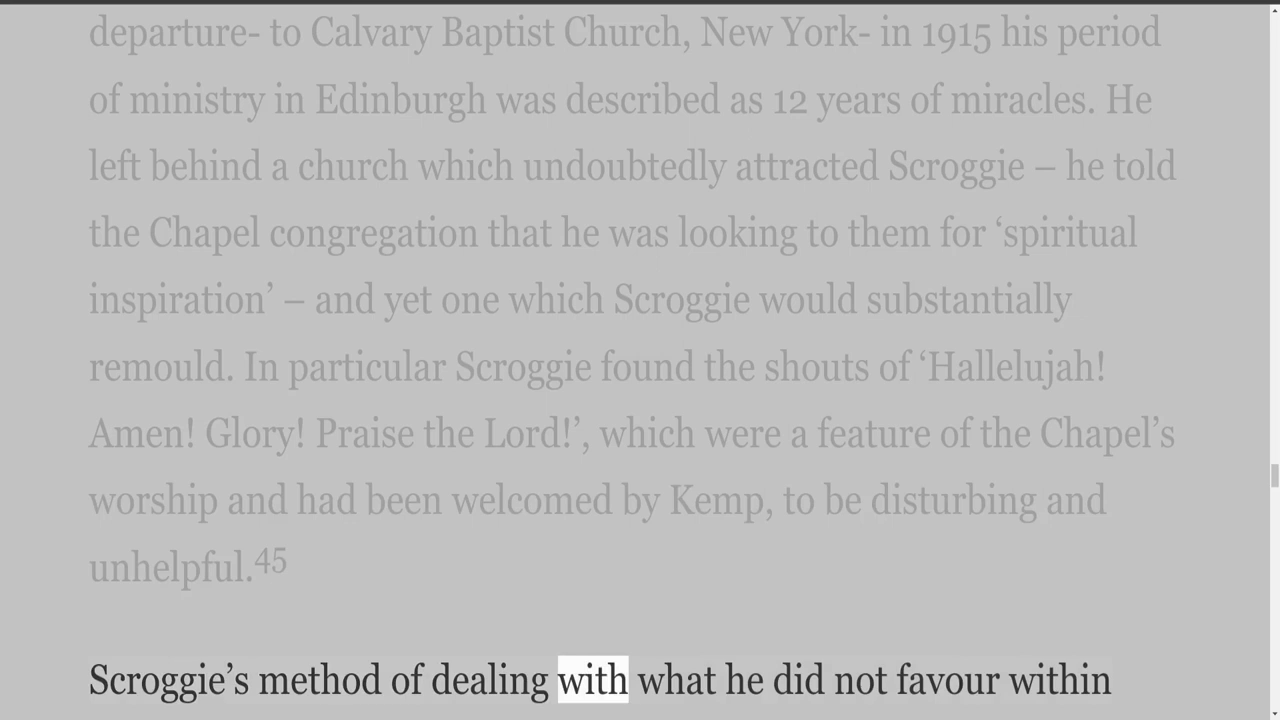 departure- to Calvary Baptist Church, New York- in 1915 his period
of ministry in Edinburgh was described as 12 years of miracles. He
left behind a church which undoubtedly attracted Scroggie – he told
the Chapel congregation that he was looking to them for ‘spiritual
inspiration’ – and yet one which Scroggie would substantially
remould. In particular Scroggie found the shouts of ‘Hallelujah!
Amen! Glory! Praise the Lord!’, which were a feature of the Chapel’s
worship and had been welcomed by Kemp, to be disturbing and
unhelpful.45
Scroggie’s method of dealing with what he did not favour within